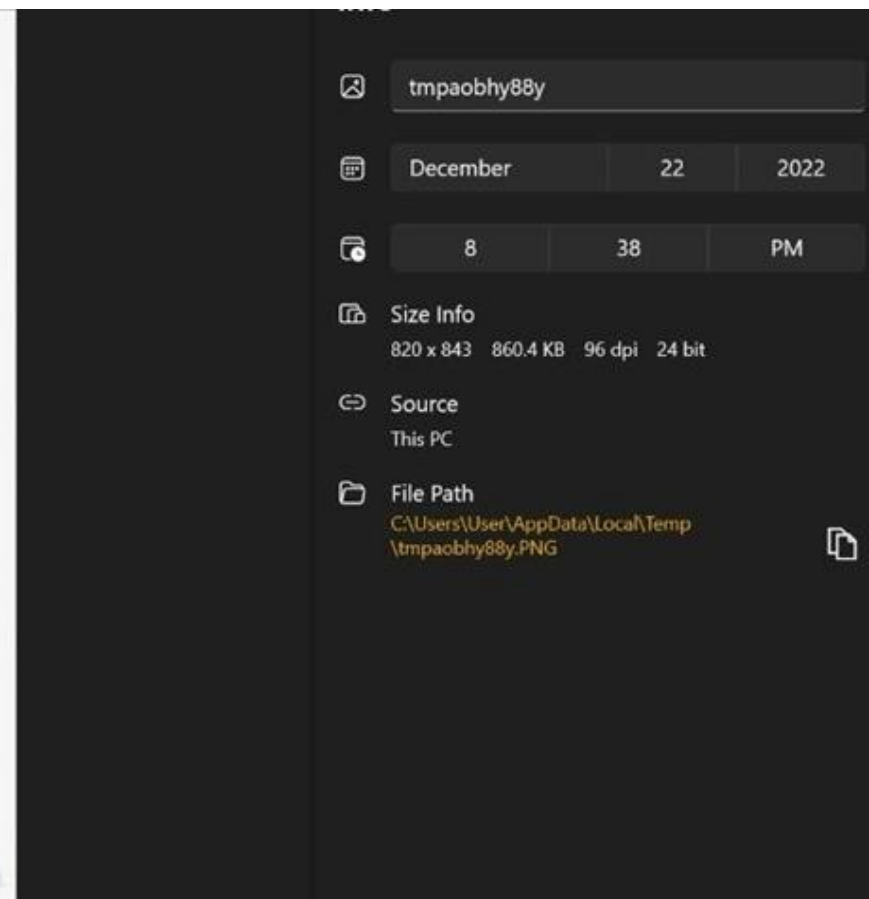 tmpaobhy88y
December 22 2022
8 38 PM
Size Info
820 x 843 860.4 KB 96 dpi 24 bit
Source
This PC
File Path
C:\Users\User\AppData\Local\Temp
\tmpaobhy88y.PNG